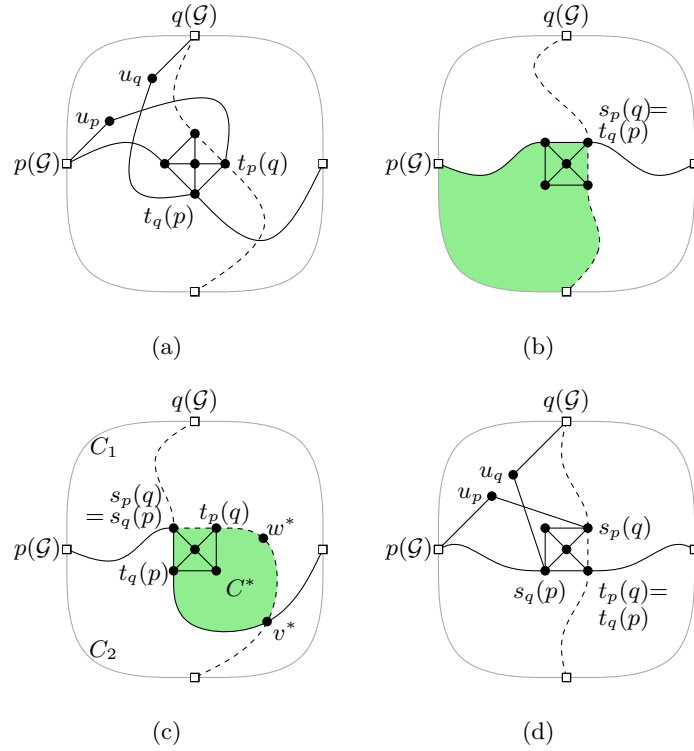 q(𝒢)
u_q
u_p
p(𝒢)
t_p(q)
t_q(p)
(a)
q(𝒢)
s_p(q)=
t_q(p)
p(𝒢)
(b)
q(𝒢)
C_1
s_p(q)
= s_q(p)
t_p(q)
w*
p(𝒢)
t_q(p)
C*
v*
C_2
(c)
q(𝒢)
u_q
u_p
s_p(q)
p(𝒢)
s_q(p)
t_p(q)=
t_q(p)
(d)